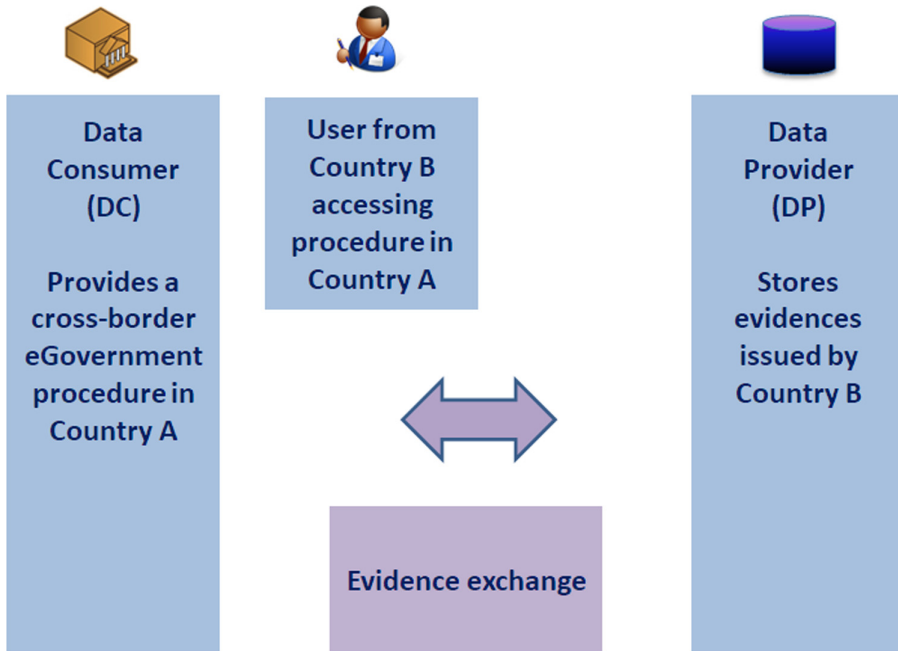 Data
Consumer
(DC)
Provides a
cross-border
eGovernment
procedure in
Country A
User from
Country B
accessing
procedure in
Country A
Data
Provider
(DP)
Stores
evidences
issued by
Country B
Evidence exchange